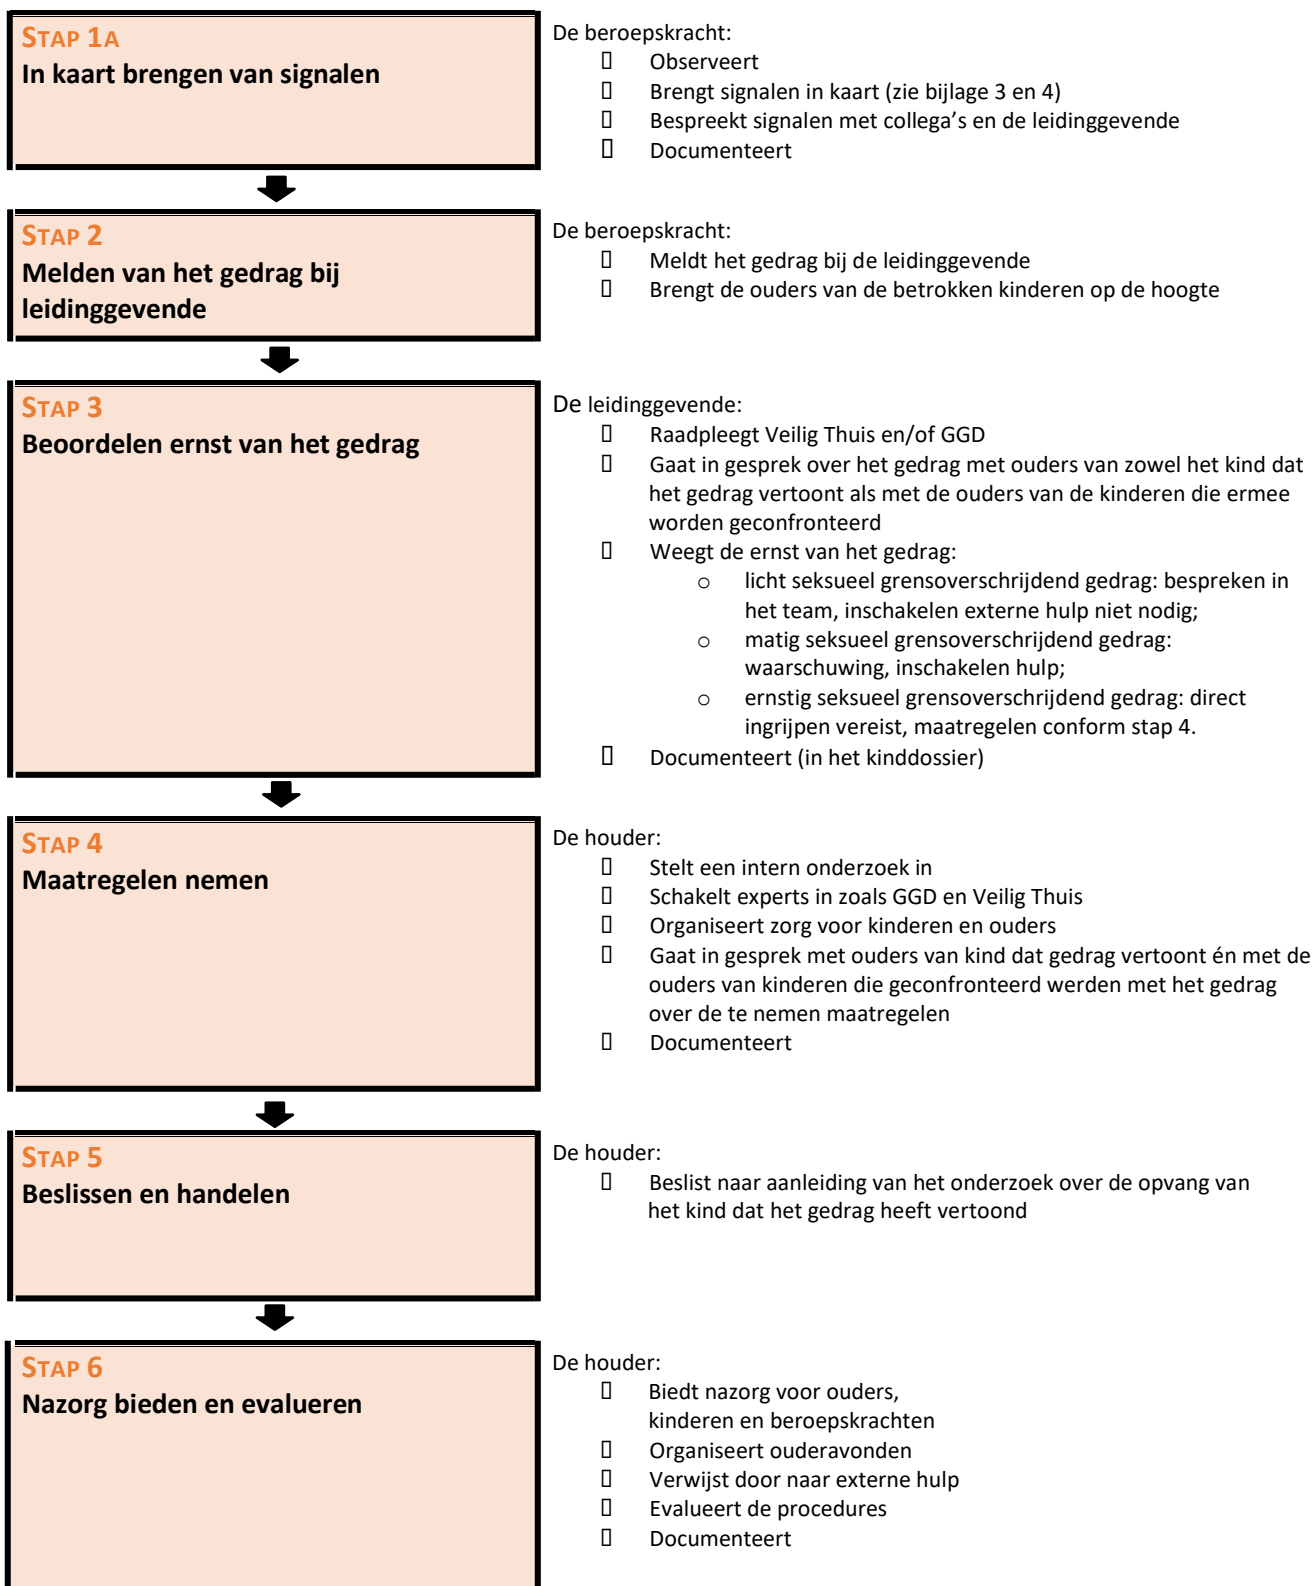 STAP 1A
In kaart brengen van signalen
De beroepskracht:
Observeert
Brengt signalen in kaart (zie bijlage 3 en 4)
Bespreekt signalen met collega’s en de leidinggevende
Documenteert
STAP 2
Melden van het gedrag bij
leidinggevende
De beroepskracht:
Meldt het gedrag bij de leidinggevende
Brengt de ouders van de betrokken kinderen op de hoogte
STAP 3
Beoordelen ernst van het gedrag
De leidinggevende:
Raadpleegt Veilig Thuis en/of GGD
Gaat in gesprek over het gedrag met ouders van zowel het kind dat
het gedrag vertoont als met de ouders van de kinderen die ermee
worden geconfronteerd
Weegt de ernst van het gedrag:
o licht seksueel grensoverschrijdend gedrag: bespreken in
het team, inschakelen externe hulp niet nodig;
o matig seksueel grensoverschrijdend gedrag:
waarschuwing, inschakelen hulp;
o ernstig seksueel grensoverschrijdend gedrag: direct
ingrijpen vereist, maatregelen conform stap 4.
Documenteert (in het kinddossier)
STAP 4
Maatregelen nemen
De houder:
Stelt een intern onderzoek in
Schakelt experts in zoals GGD en Veilig Thuis
Organiseert zorg voor kinderen en ouders
Gaat in gesprek met ouders van kind dat gedrag vertoont én met de
ouders van kinderen die geconfronteerd werden met het gedrag
over de te nemen maatregelen
Documenteert
STAP 5
Beslissen en handelen
De houder:
Beslist naar aanleiding van het onderzoek over de opvang van
het kind dat het gedrag heeft vertoond
STAP 6
Nazorg bieden en evalueren
De houder:
Biedt nazorg voor ouders,
kinderen en beroepskrachten
Organiseert ouderavonden
Verwijst door naar externe hulp
Evalueert de procedures
Documenteert